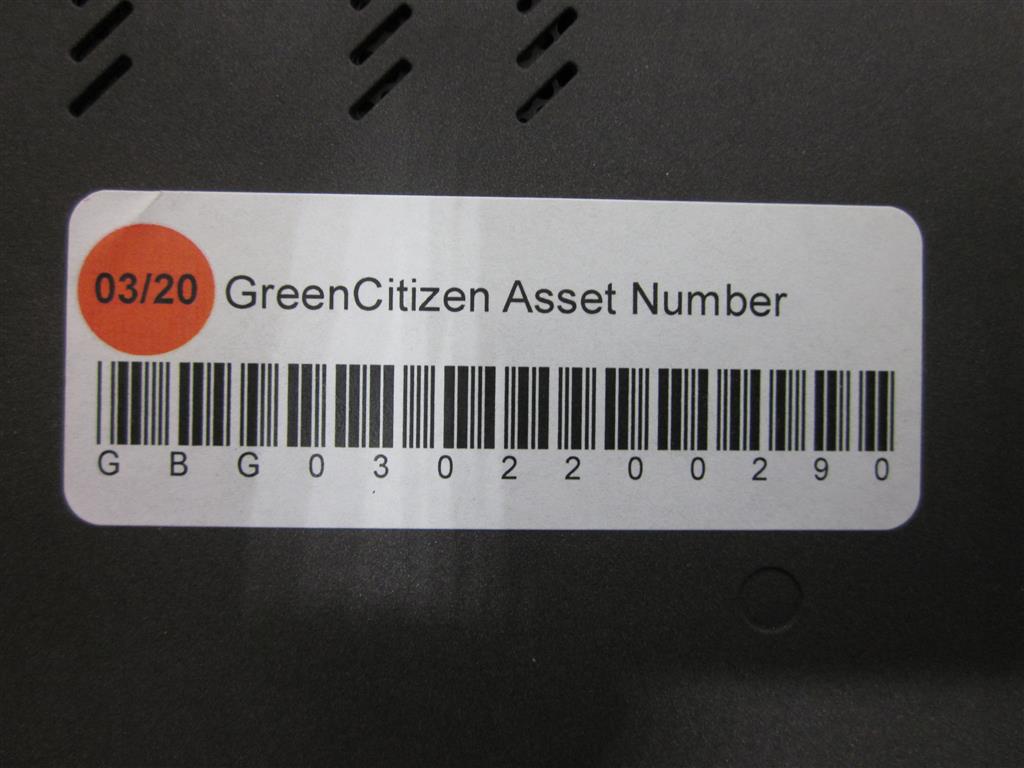 03/20 GreenCitizen Asset Number
G B G 0 3 0 2 2 0 0 2 9 0